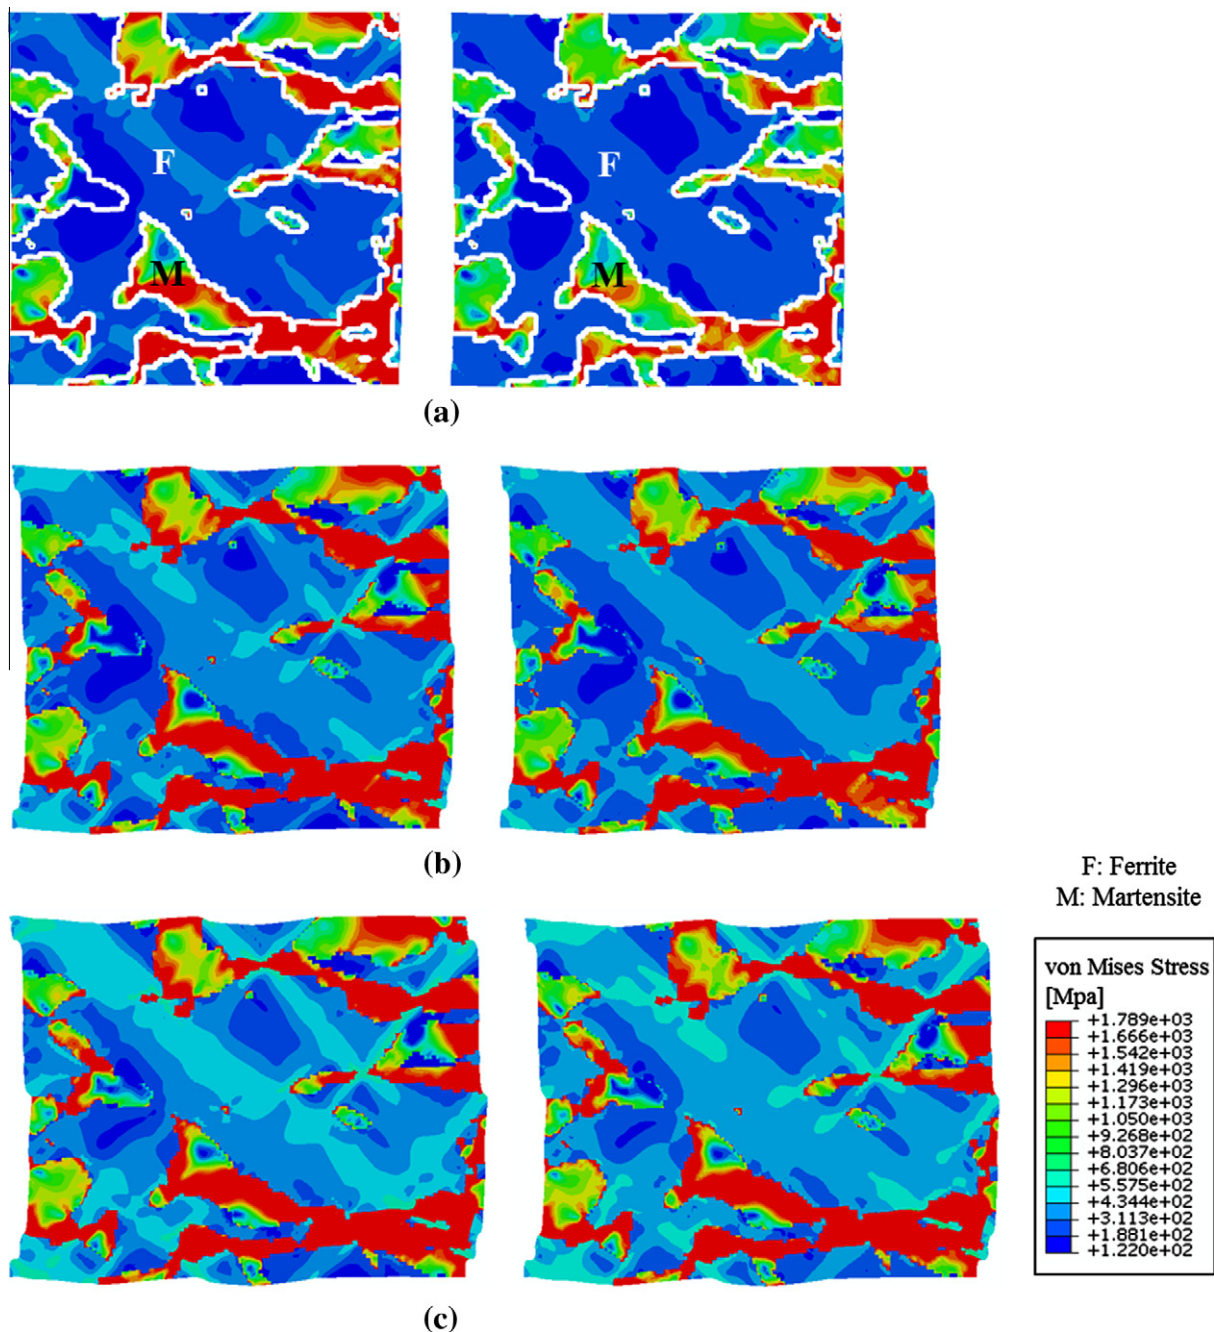 F
F
M
M
(a)
(b)
F: Ferrite
M: Martensite
von Mises Stress
[Mpa]
+1.789e+03
+1.666e+03
+1.542e+03
+1.419e+03
+1.296e+03
+1.173e+03
+1.050e+03
+9.268e+02
+8.037e+02
+6.806e+02
+5.575e+02
+4.344e+02
+3.113e+02
+1.881e+02
+1.220e+02
(c)